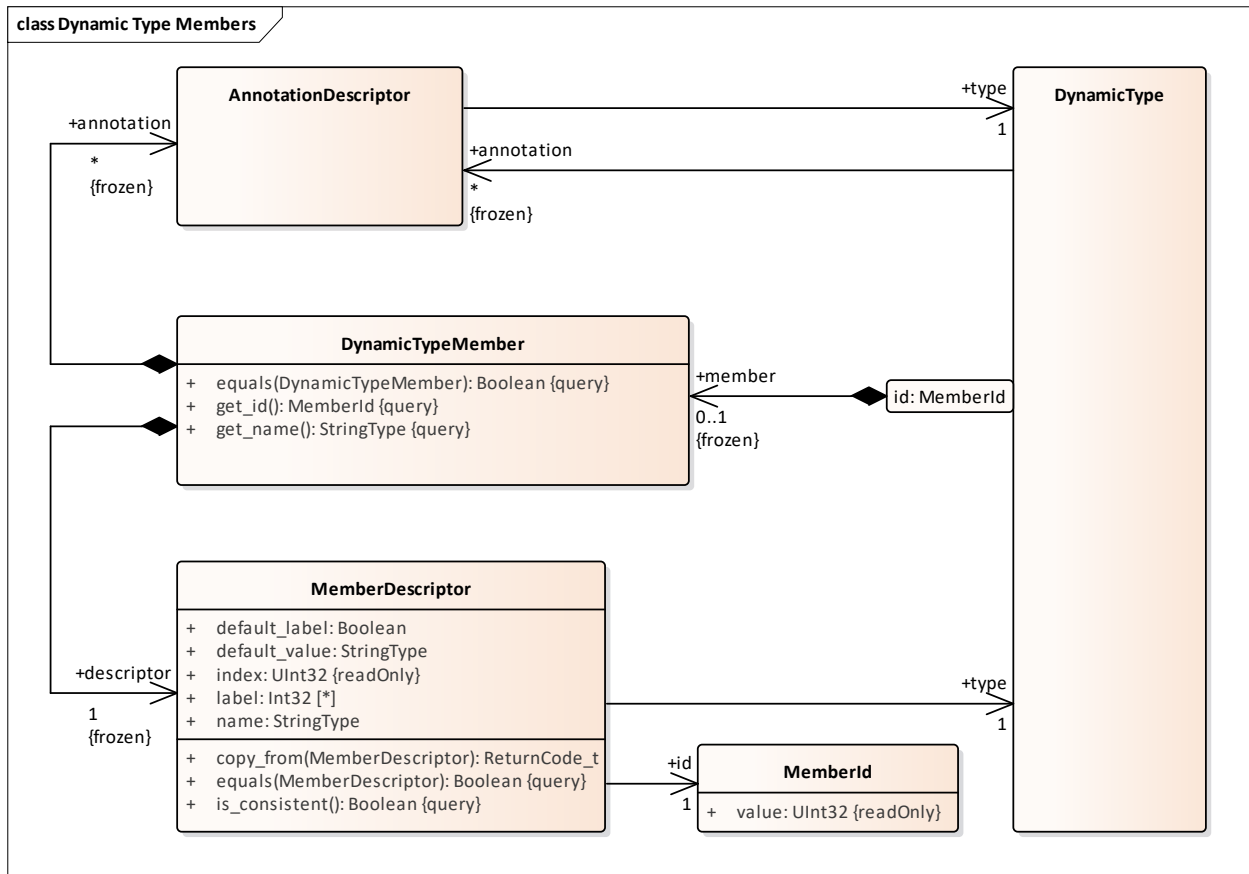 class Dynamic Type Members
AnnotationDescriptor
+type
1
DynamicType
+annotation
*
{frozen}
+annotation
*
{frozen}
DynamicTypeMember
+ equals(DynamicTypeMember): Boolean {query}
+ get_id(): MemberId {query}
+ get_name(): StringType {query}
+member
0..1
{frozen}
id: MemberId
MemberDescriptor
+ default_label: Boolean
+ default_value: StringType
+ index: UInt32 {readOnly}
+ label: Int32 [*]
+ name: StringType
+ copy_from(MemberDescriptor): ReturnCode_t
+ equals(MemberDescriptor): Boolean {query}
+ is_consistent(): Boolean {query}
+descriptor
1
{frozen}
+type
1
+id
1
MemberId
+ value: UInt32 {readOnly}